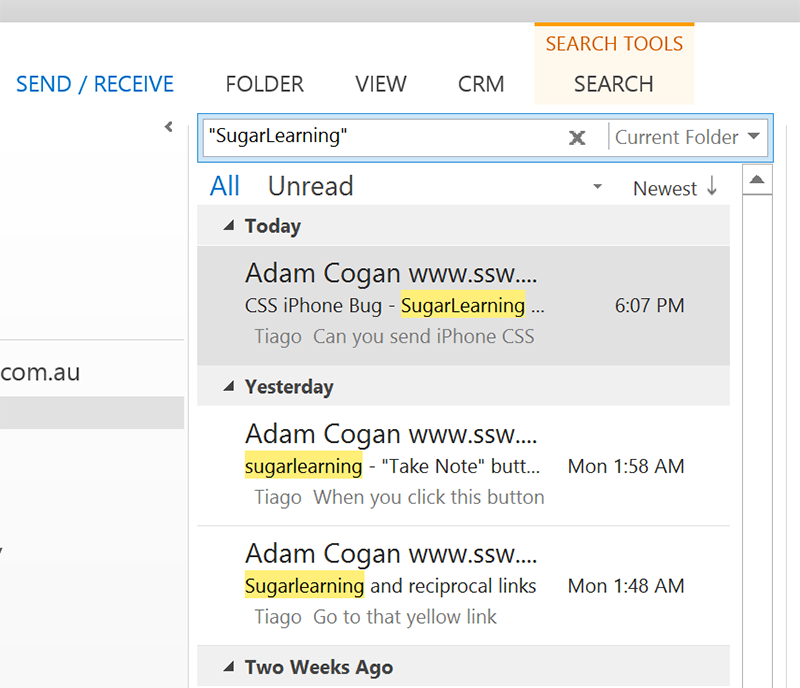 SEARCH TOOLS
SEND / RECEIVE FOLDER VIEW CRM SEARCH
"SugarLearning" Current Folder
All Unread Newest
Today
Adam Cogan www.ssw....
CSS iPhone Bug - SugarLearning ... 6:07 PM
Tiago Can you send iPhone CSS
com.au
Yesterday
Adam Cogan www.ssw....
sugarlearning - "Take Note" butt... Mon 1:58 AM
Tiago When you click this button
Adam Cogan www.ssw....
Sugarlearning and reciprocal links Mon 1:48 AM
Tiago Go to that yellow link
Two Weeks Ago